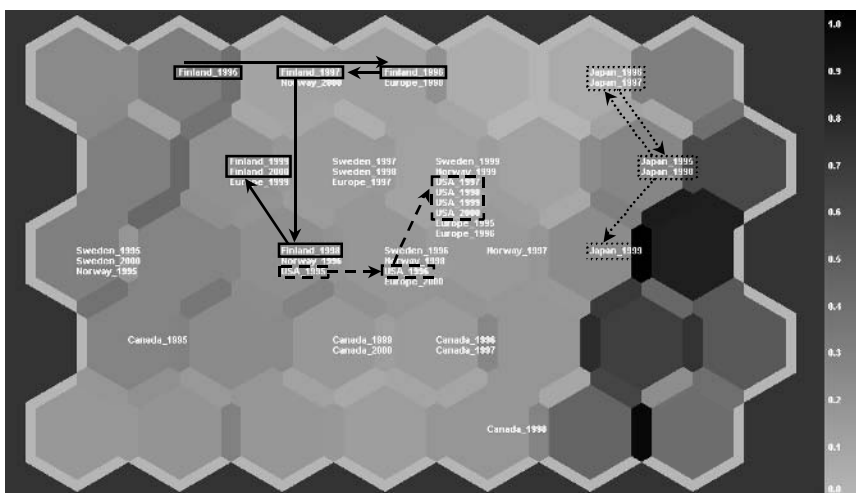 1.0
Finland_1995 Finland_1997 Finland_1996 Japan_1996 0.9
Norway_2000 Europe_1998 Japan_1997
0.8
Finland_1999 Sweden_1997 Sweden_1999 Japan_1995 0.7
Finland_2000 Sweden_1998 Norway_1999 Japan_1998
Europe_1999 Europe_1997 USA_1997
USA_1998
USA_1999
USA_2000 0.6
Europe_1995
Europe_1996
Sweden_1995 Finland_1998 Sweden_1996 Norway_1997 Japan_1999
Sweden_2000 Norway_1996 Norway_1998 0.5
Norway_1995 USA_1995 USA_1996
Europe_2000
0.4
Canada_1995 Canada_1999 Canada_1996
Canada_2000 Canada_1997 0.3
0.2
Canada_1998
0.1
0.0